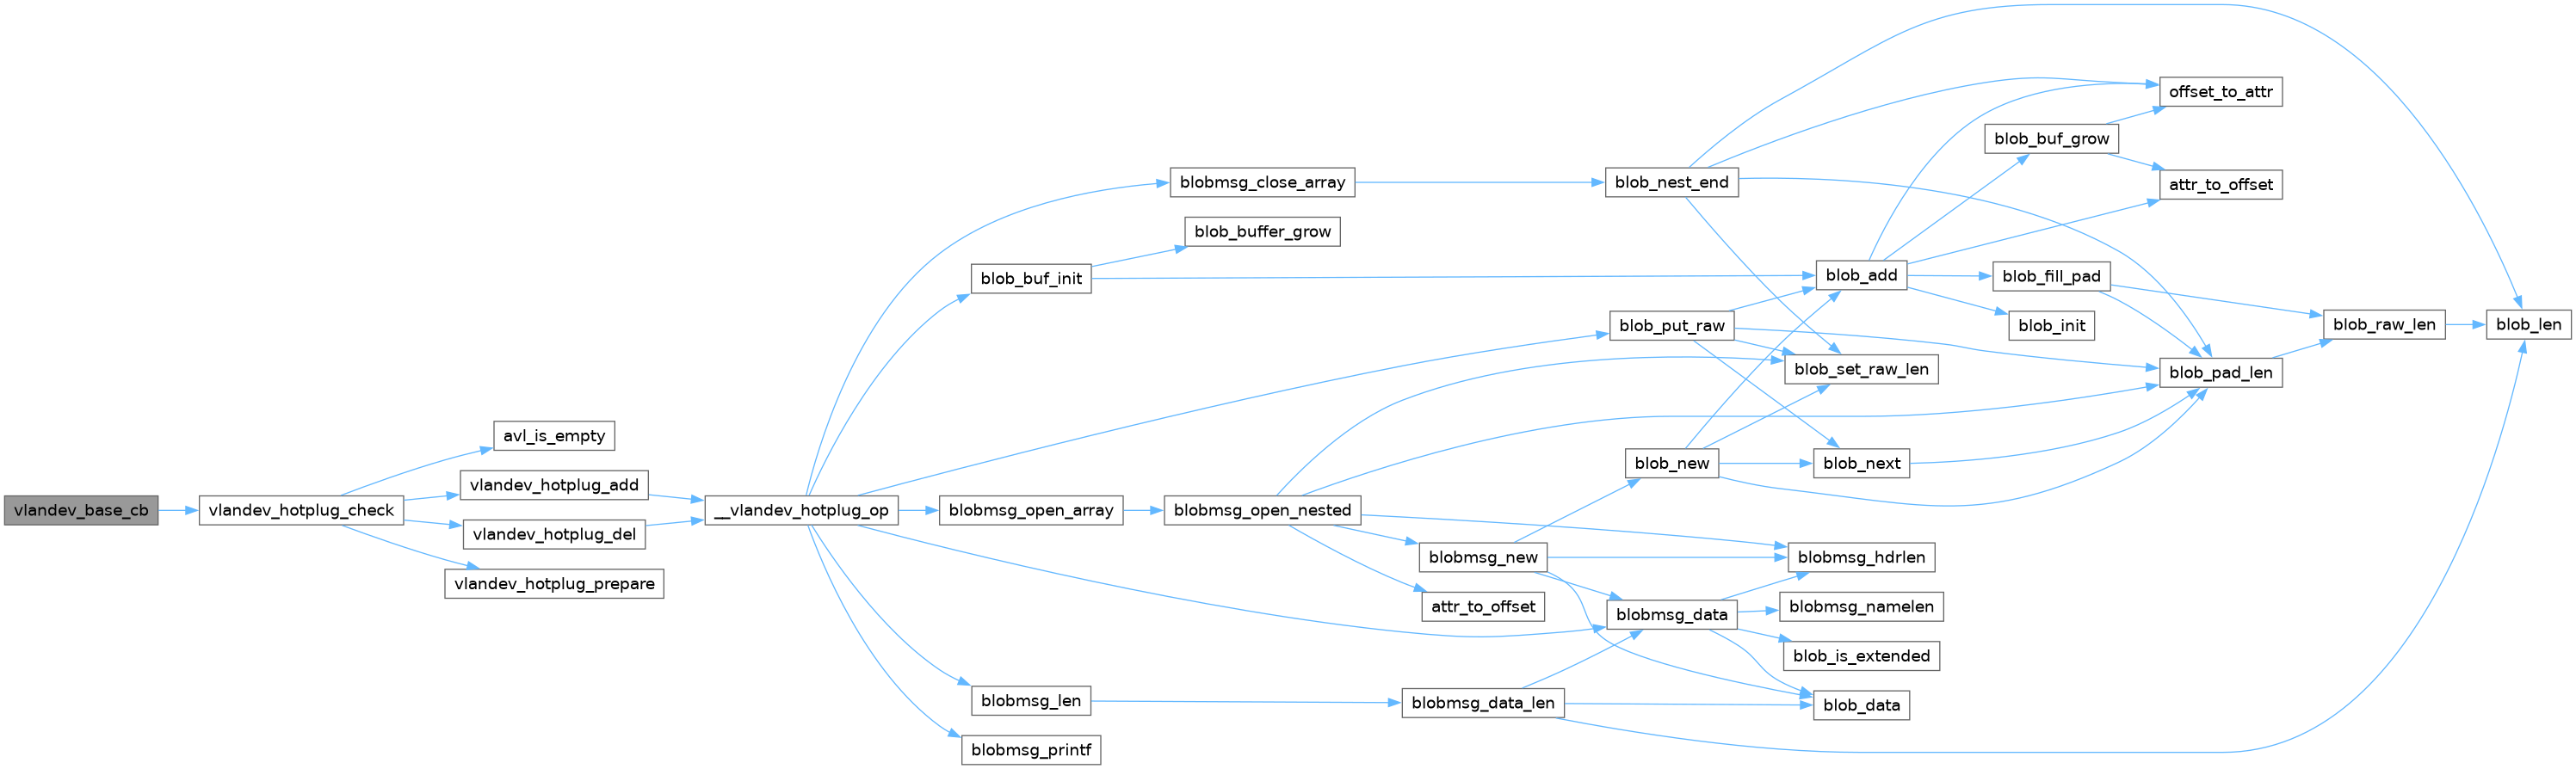 vlandev_base_cb
vlandev_hotplug_check
avl_is_empty
vlandev_hotplug_add
vlandev_hotplug_del
vlandev_hotplug_prepare
__vlandev_hotplug_op
blobmsg_close_array
blob_buffer_grow
blob_buf_init
blobmsg_open_array
blobmsg_len
blobmsg_printf
blobmsg_open_nested
blobmsg_new
attr_to_offset
blobmsg_data_len
blob_nest_end
blob_put_raw
blob_new
blobmsg_data
blob_add
blob_set_raw_len
blob_next
blobmsg_hdrlen
blobmsg_namelen
blob_is_extended
blob_data
blob_buf_grow
blob_fill_pad
blob_init
offset_to_attr
attr_to_offset
blob_pad_len
blob_raw_len
blob_len